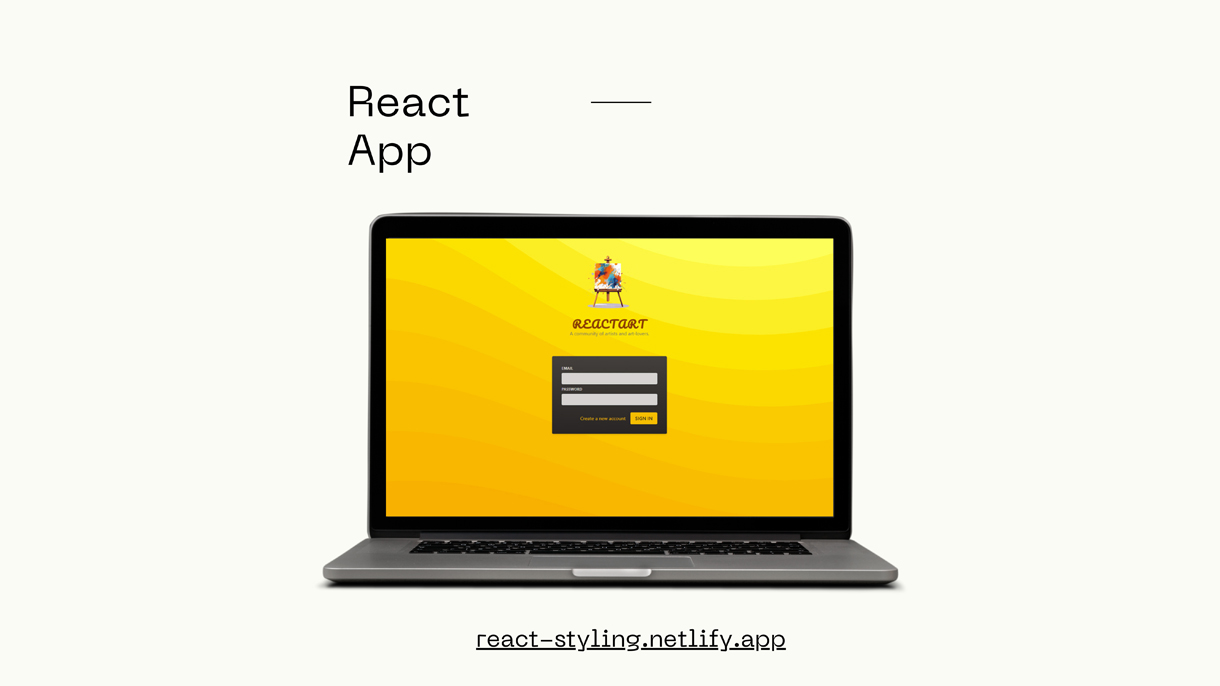 React
App
REACTART
A community of artists and art-lovers.
EMAIL
PASSWORD
Create a new account
SIGN IN
react-styling.netlify.app